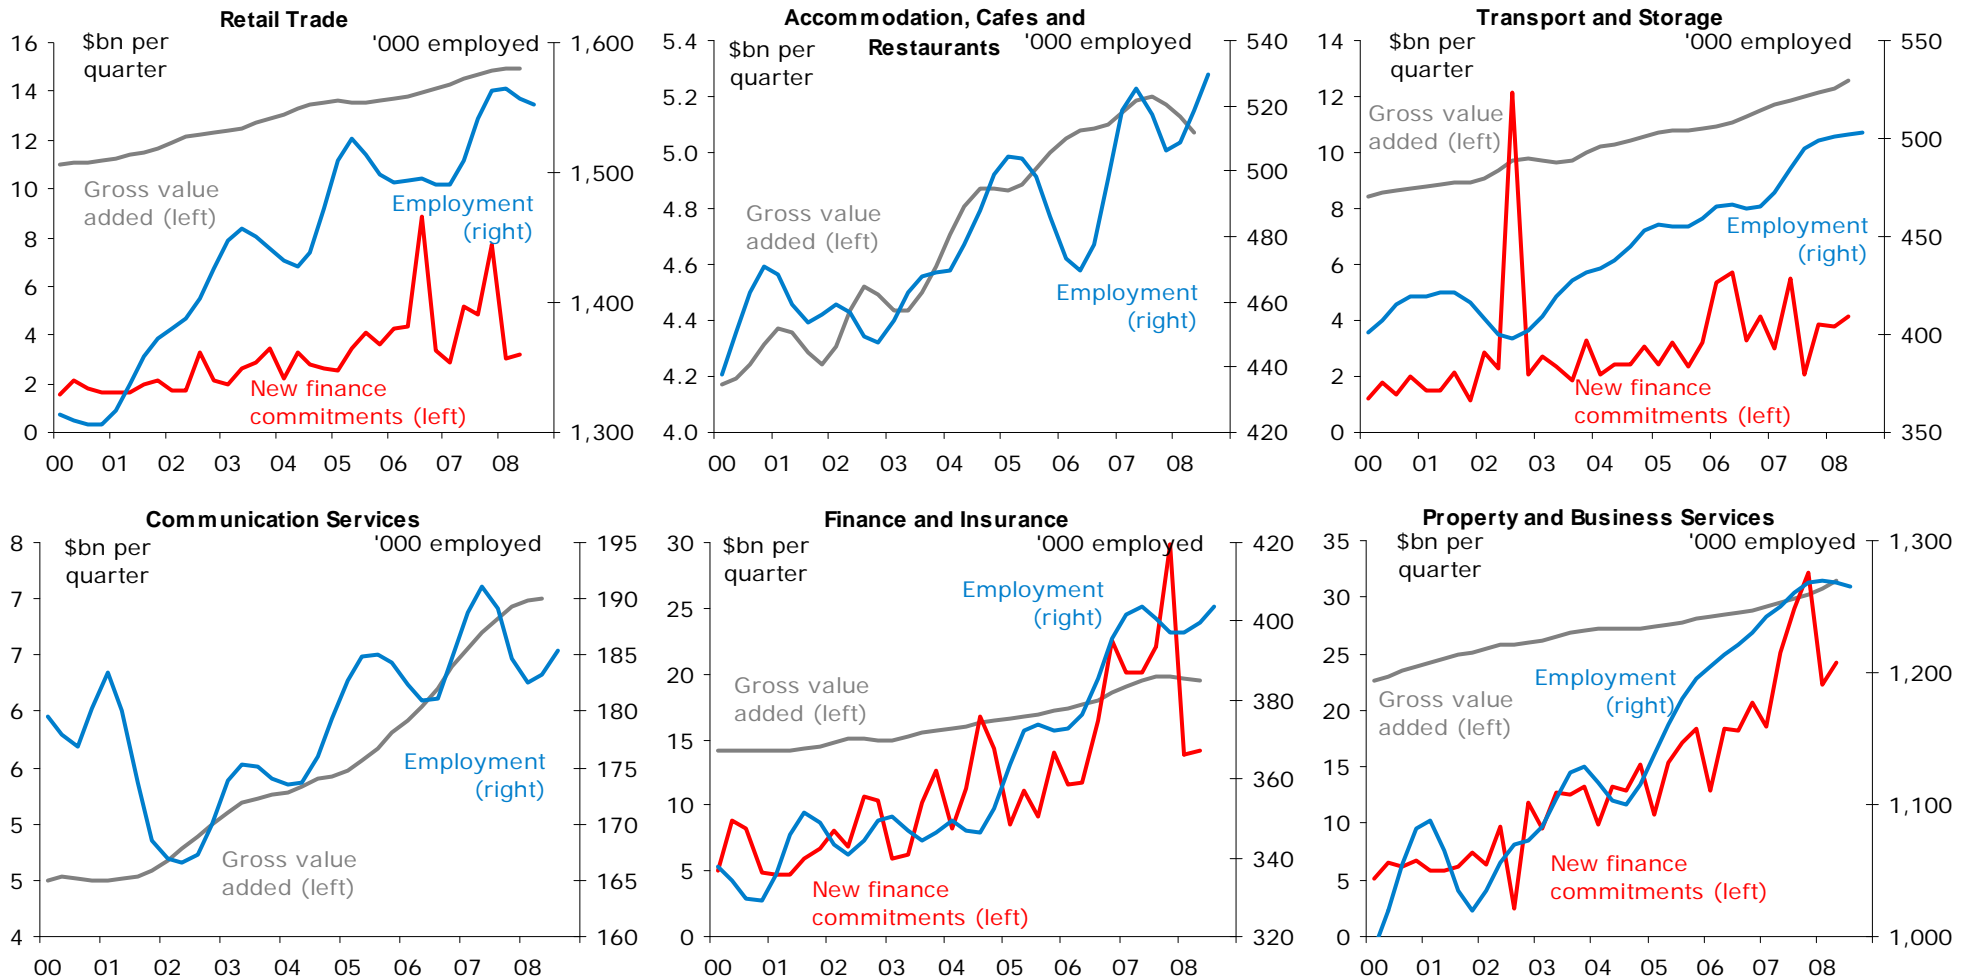 Retail Trade
$bn per
quarter
'000 employed
16
14
12
10
8
6
4
2
0
1,600
1,500
1,400
1,300
Gross value
added (left)
Employment
(right)
New finance
commitments (left)
00 01 02 03 04 05 06 07 08
Accommodation, Cafes and
Restaurants
$bn per
quarter
'000 employed
5.4
5.2
5.0
4.8
4.6
4.4
4.2
4.0
540
520
500
480
460
440
420
Gross value
added (left)
Employment
(right)
00 01 02 03 04 05 06 07 08
Transport and Storage
$bn per
quarter
'000 employed
14
12
10
8
6
4
2
0
550
500
450
400
350
Gross value
added (left)
Employment
(right)
New finance
commitments (left)
00 01 02 03 04 05 06 07 08
Communication Services
$bn per
quarter
'000 employed
8
7
7
6
6
5
5
4
195
190
185
180
175
170
165
160
Employment
(right)
Gross value
added (left)
00 01 02 03 04 05 06 07 08
Finance and Insurance
$bn per
quarter
'000 employed
30
25
20
15
10
5
0
420
400
380
360
340
320
Employment
(right)
Gross value
added (left)
New finance
commitments (left)
00 01 02 03 04 05 06 07 08
Property and Business Services
$bn per
quarter
'000 employed
35
30
25
20
15
10
5
0
1,300
1,200
1,100
1,000
Employment
(right)
Gross value
added (left)
New finance
commitments (left)
00 01 02 03 04 05 06 07 08